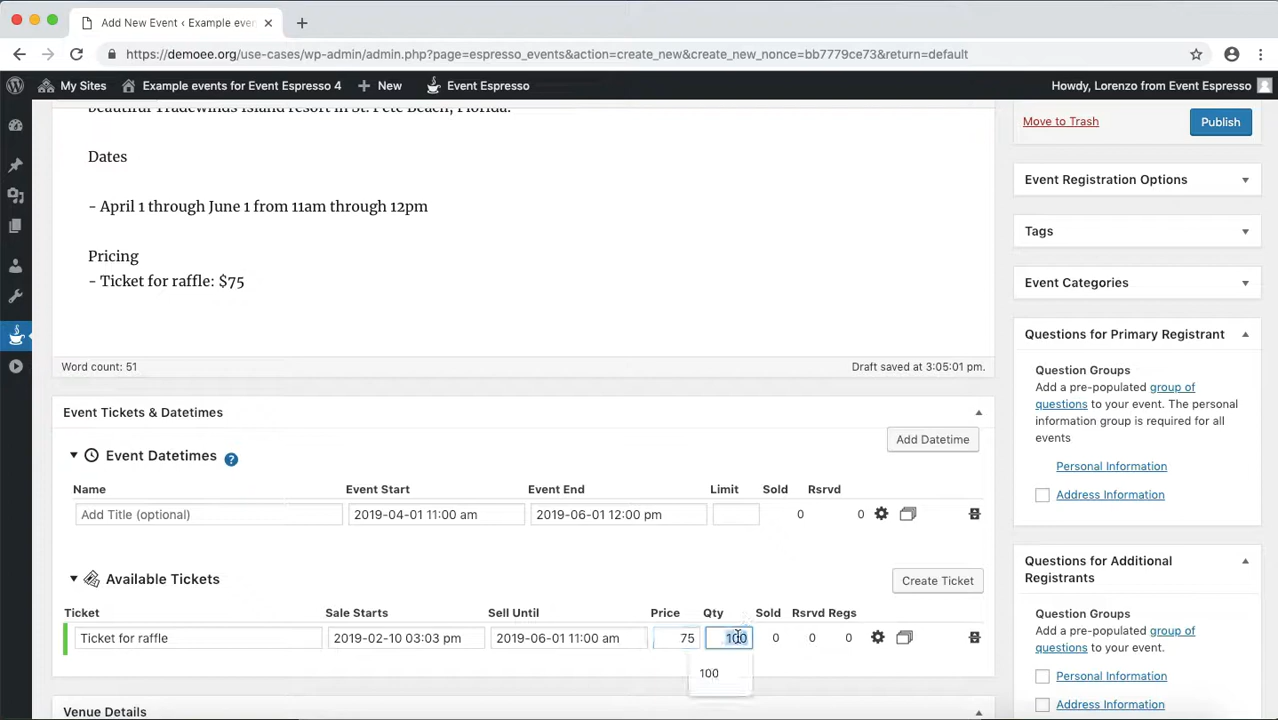 Add New Event ‹ Example even
https://demoee.org/use-cases/wp-admin/admin.php?page=espresso_events&action=create_new&create_new_nonce=bb7779ce73&return=default
My Sites Example events for Event Espresso 4 New Event Espresso Howdy, Lorenzo from Event Espresso
beautiful Tradewinds Island resort in St. Pete Beach, Florida.
Dates
- April 1 through June 1 from 11am through 12pm
Pricing
- Ticket for raffle: $75
Word count: 51 Draft saved at 3:05:01 pm.
Event Tickets & Datetimes
Add Datetime
Event Datetimes ?
Name Event Start Event End Limit Sold Rsrvd
Add Title (optional) 2019-04-01 11:00 am 2019-06-01 12:00 pm 0 0
Available Tickets Create Ticket
Ticket Sale Starts Sell Until Price Qty Sold Rsrvd Regs
Ticket for raffle 2019-02-10 03:03 pm 2019-06-01 11:00 am 75 100 0 0 0
100
Venue Details
Move to Trash Publish
Event Registration Options
Tags
Event Categories
Questions for Primary Registrant
Question Groups
Add a pre-populated group of
questions to your event. The personal
information group is required for all
events
Personal Information
Address Information
Questions for Additional
Registrants
Question Groups
Add a pre-populated group of
questions to your event.
Personal Information
Address Information